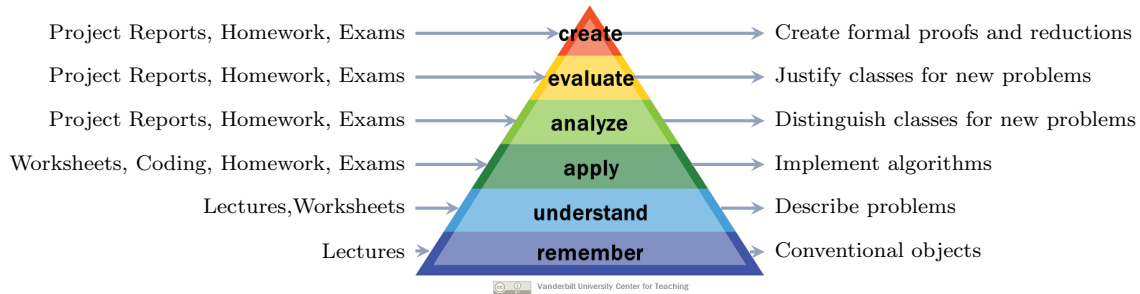 Project Reports, Homework, Exams create Create formal proofs and reductions
Project Reports, Homework, Exams evaluate Justify classes for new problems
Project Reports, Homework, Exams analyze Distinguish classes for new problems
Worksheets, Coding, Homework, Exams apply Implement algorithms
Lectures,Worksheets understand Describe problems
Lectures remember Conventional objects
Vanderbilt University Center for Teaching